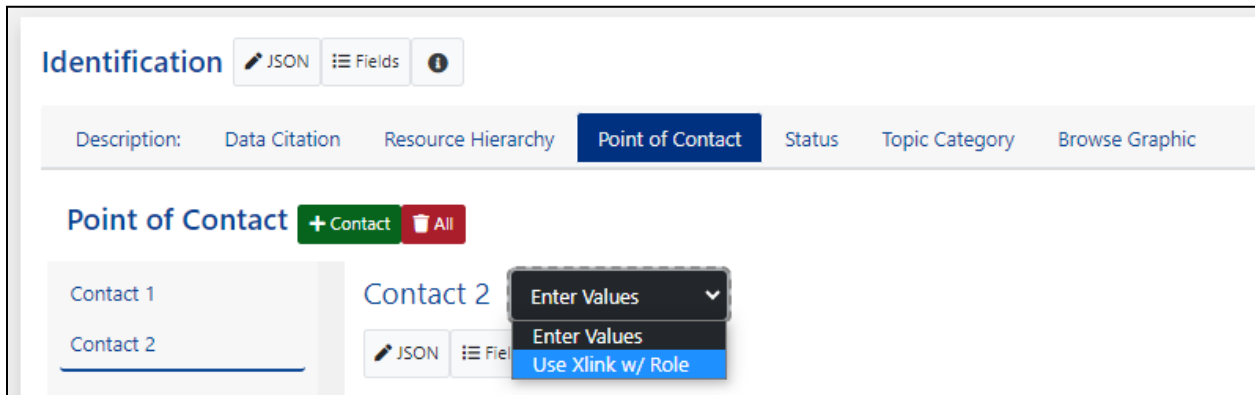 Identification JSON Fields
Description: Data Citation Resource Hierarchy Point of Contact Status Topic Category Browse Graphic
Point of Contact + Contact All
Contact 1
Contact 2
Contact 2 Enter Values
Enter Values
Use Xlink w/ Role
JSON Fiel